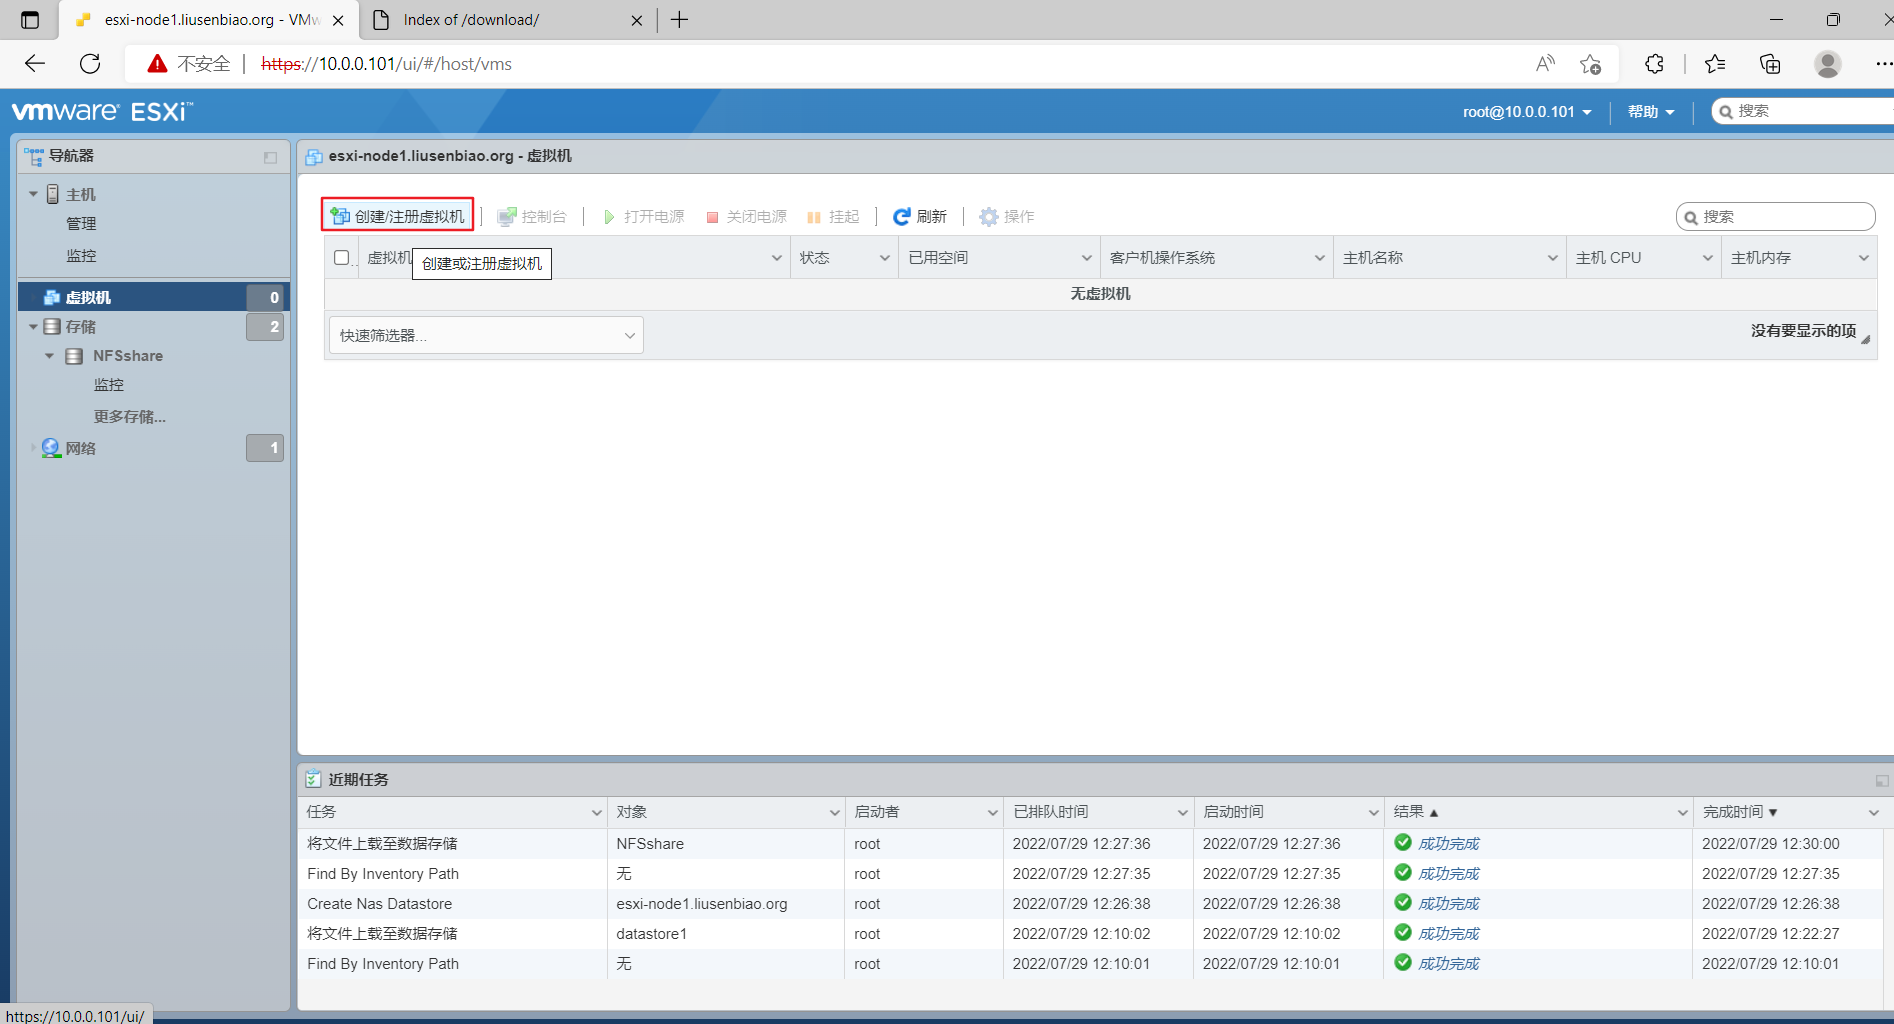 esxi-node1.liusenbiao.org - VMw
Index of /download/
不安全
https://10.0.0.101/ui/#/host/vms
vmware ESXi™
root@10.0.0.101
帮助
搜索
导航器
主机
管理
监控
虚拟机 0
存储 2
NFSshare
监控
更多存储...
网络 1
esxi-node1.liusenbiao.org - 虚拟机
创建/注册虚拟机 控制台 打开电源 关闭电源 挂起 刷新 操作 搜索
虚拟机 状态 已用空间 客户机操作系统 主机名称 主机 CPU 主机内存
创建或注册虚拟机
无虚拟机
快速筛选器...
没有要显示的项
近期任务
任务 对象 启动者 已排队时间 启动时间 结果▲ 完成时间▼
将文件上载至数据存储 NFSshare root 2022/07/29 12:27:36 2022/07/29 12:27:36 成功完成 2022/07/29 12:30:00
Find By Inventory Path 无 root 2022/07/29 12:27:35 2022/07/29 12:27:35 成功完成 2022/07/29 12:27:35
Create Nas Datastore esxi-node1.liusenbiao.org root 2022/07/29 12:26:38 2022/07/29 12:26:38 成功完成 2022/07/29 12:26:38
将文件上载至数据存储 datastore1 root 2022/07/29 12:10:02 2022/07/29 12:10:02 成功完成 2022/07/29 12:22:27
Find By Inventory Path 无 root 2022/07/29 12:10:01 2022/07/29 12:10:01 成功完成 2022/07/29 12:10:01
https://10.0.0.101/ui/